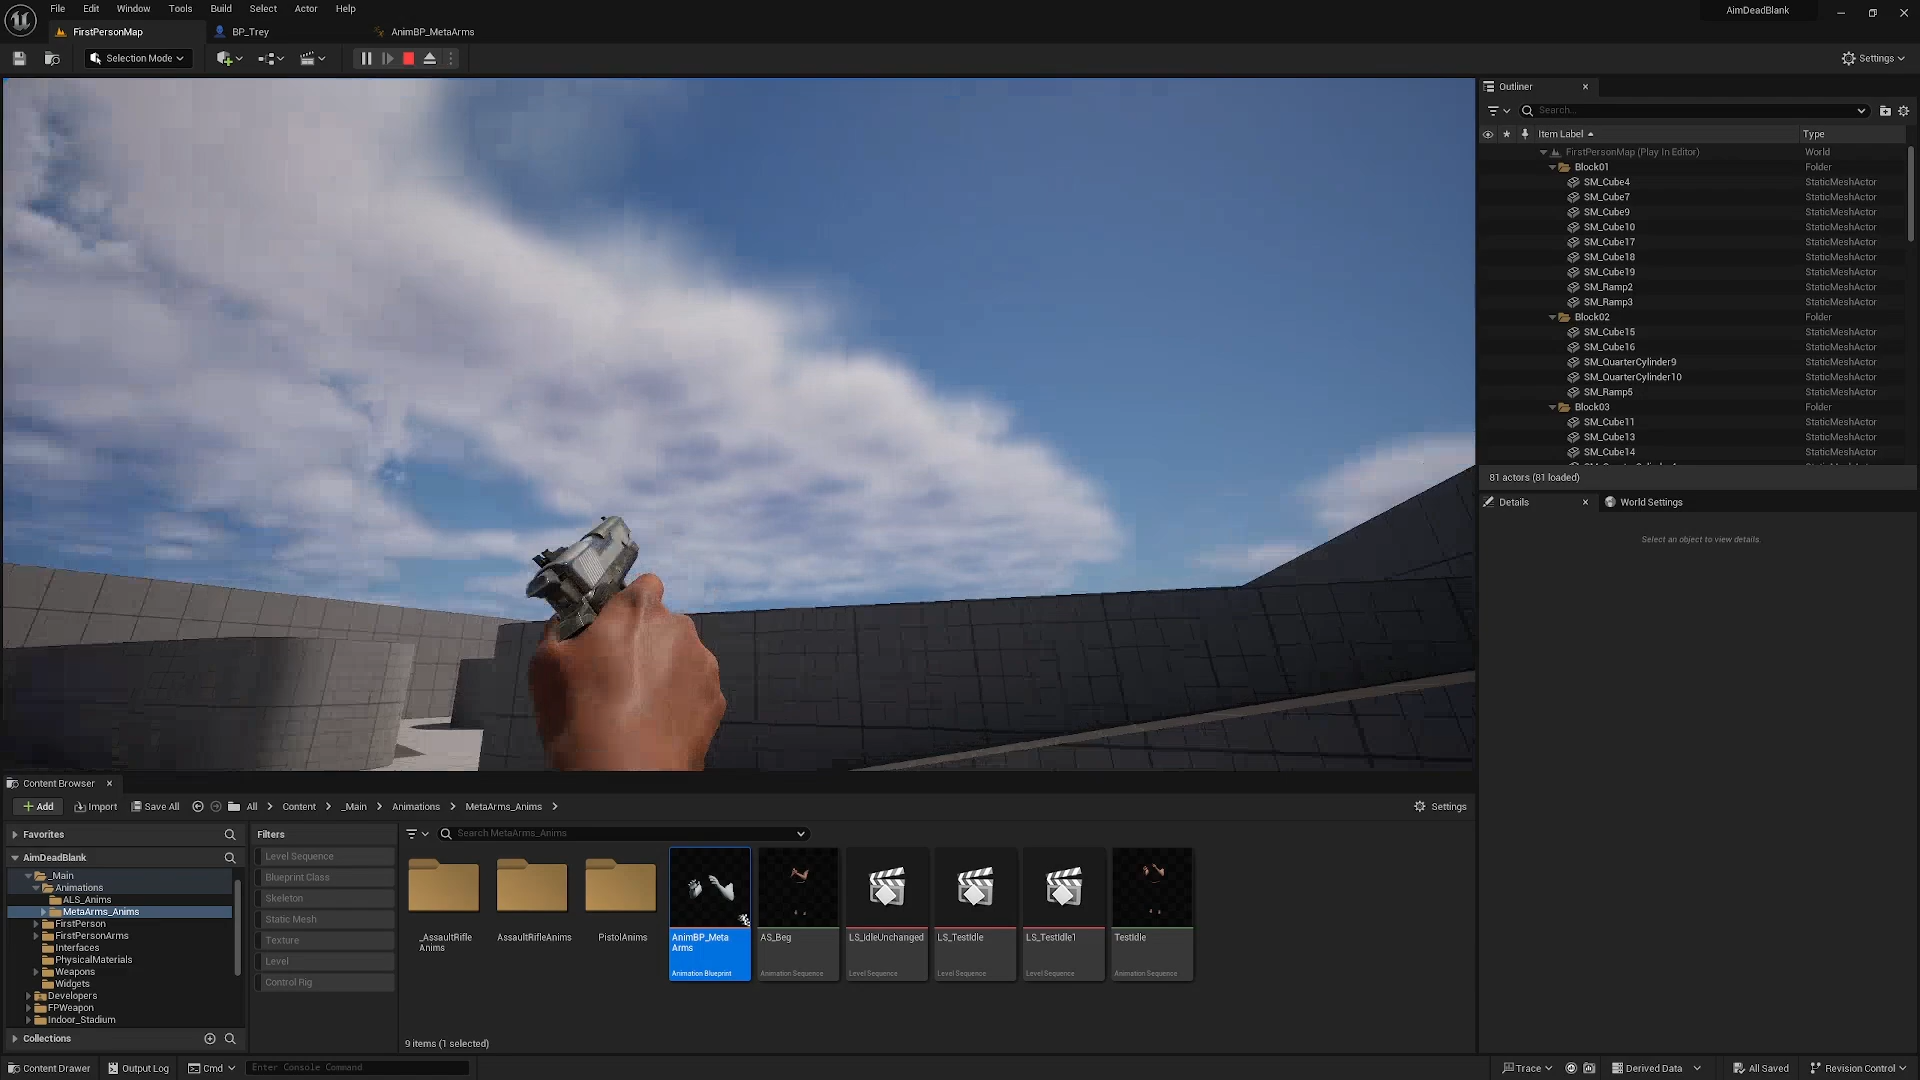 File Edit Window Tools Build Select Actor Help
AimDeadBlank
FirstPersonMap
BP_Trey
AnimBP_MetaArms
Selection Mode
Settings
Outliner
Search...
Item Label
Type
FirstPersonMap (Play In Editor) World
Block01 Folder
SM_Cube4 StaticMeshActor
SM_Cube7 StaticMeshActor
SM_Cube9 StaticMeshActor
SM_Cube10 StaticMeshActor
SM_Cube17 StaticMeshActor
SM_Cube18 StaticMeshActor
SM_Cube19 StaticMeshActor
SM_Ramp2 StaticMeshActor
SM_Ramp3 StaticMeshActor
Block02 Folder
SM_Cube15 StaticMeshActor
SM_Cube16 StaticMeshActor
SM_QuarterCylinder9 StaticMeshActor
SM_QuarterCylinder10 StaticMeshActor
SM_Ramp5 StaticMeshActor
Block03 Folder
SM_Cube11 StaticMeshActor
SM_Cube13 StaticMeshActor
SM_Cube14 StaticMeshActor
81 actors (81 loaded)
Details
World Settings
Select an object to view details.
Content Browser
Add
Import
Save All
All
Content
_Main
Animations
MetaArms_Anims
Settings
Favorites
AimDeadBlank
_Main
Animations
ALS_Anims
MetaArms_Anims
FirstPerson
FirstPersonArms
Interfaces
PhysicalMaterials
Weapons
Widgets
Developers
FPWeapon
Indoor_Stadium
Collections
Filters
Level Sequence
Blueprint Class
Skeleton
Static Mesh
Texture
Level
Control Rig
Search MetaArms_Anims
_AssaultRifle
Anims
AssaultRifleAnims
PistolAnims
AnimBP_Meta
Arms
Animation Blueprint
AS_Beg
Animation Sequence
LS_IdleUnchanged
Level Sequence
LS_TestIdle
Level Sequence
LS_TestIdle1
Level Sequence
TestIdle
Animation Sequence
9 items (1 selected)
Content Drawer
Output Log
Cmd
Enter Console Command
Trace
Derived Data
All Saved
Revision Control